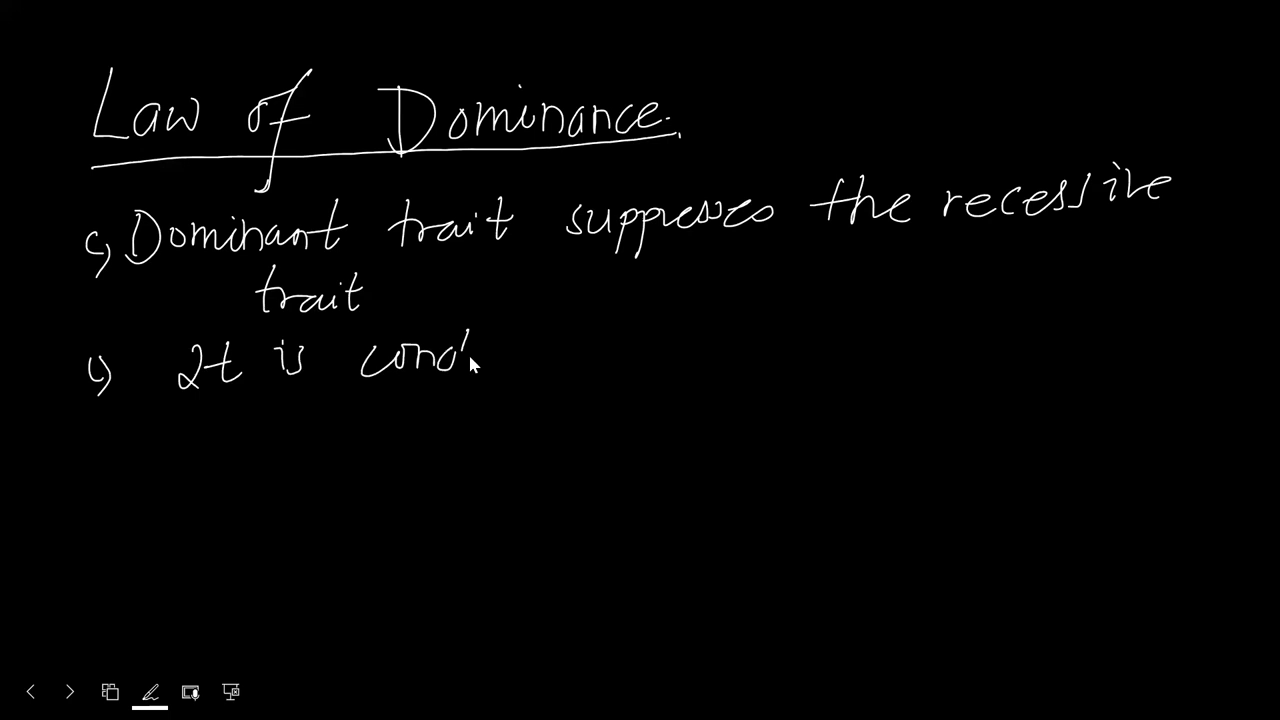 Law of Dominance.
Dominant trait suppresses the recessive
trait
It is